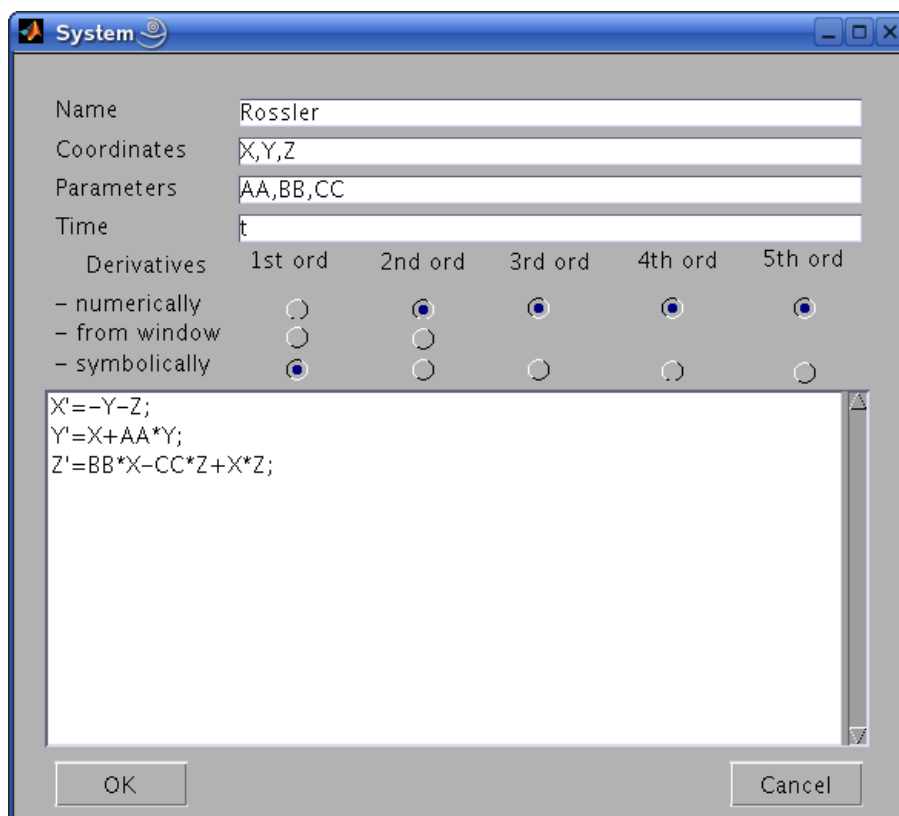 System
Name Rossler
Coordinates X,Y,Z
Parameters AA,BB,CC
Time t
Derivatives 1st ord 2nd ord 3rd ord 4th ord 5th ord
– numerically
– from window
– symbolically
X'=–Y–Z;
Y'=X+AA*Y;
Z'=BB*X–CC*Z+X*Z;
OK Cancel